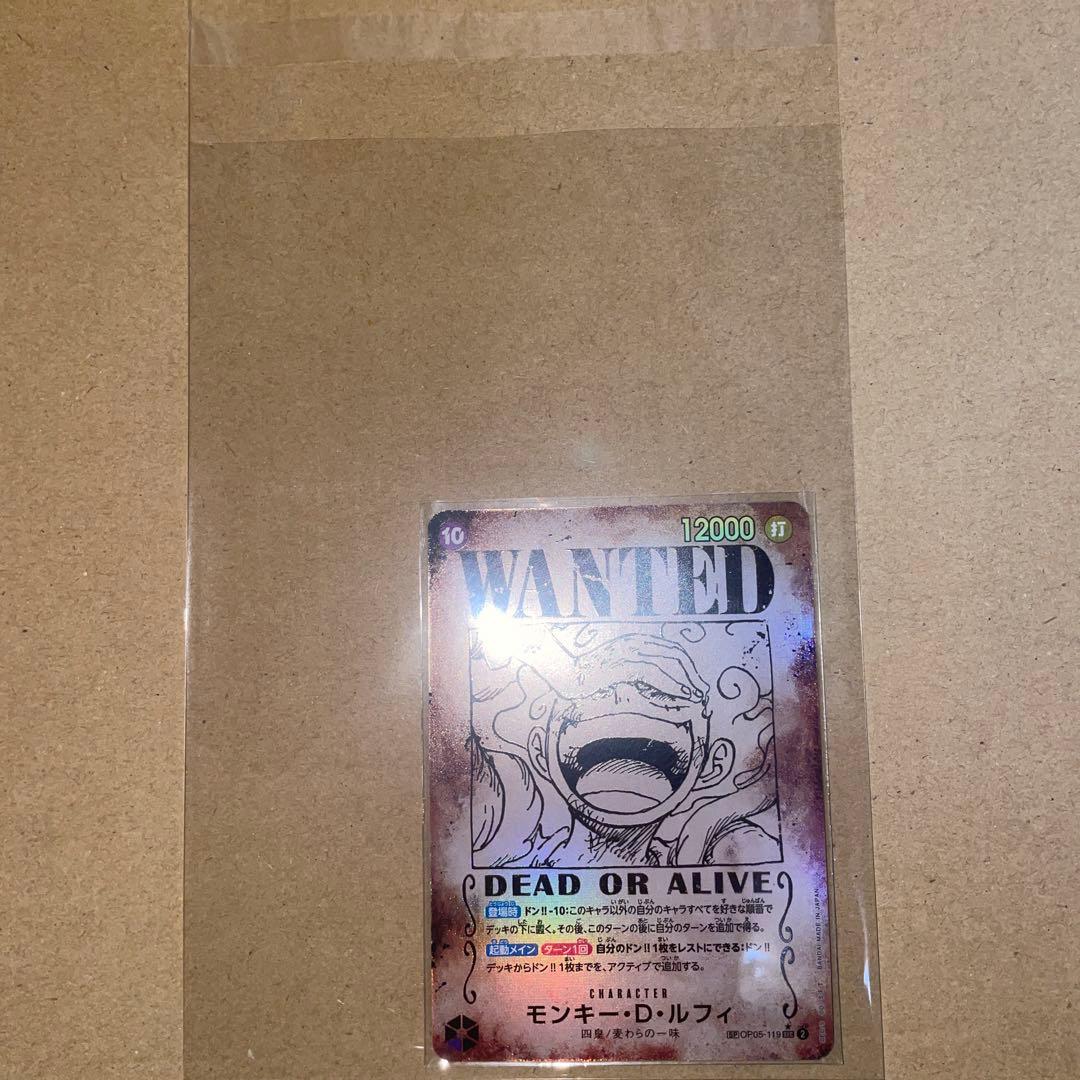 10
12000 打
WANTED
DEAD OR ALIVE
登場時 ドン!!-10:このキャラ以外の自分のキャラすべてを好きな順番で
デッキの下に置く。その後、このターンの後に自分のターンを追加で得る。
起動メイン ターン1回 自分のドン!!1枚をレストにできる:ドン!!
デッキからドン!!1枚までを、アクティブで追加する。
CHARACTER
モンキー・D・ルフィ
四皇/麦わらの一味
SP OP05-119 SEC 2
BANDAI MADE IN JAPAN